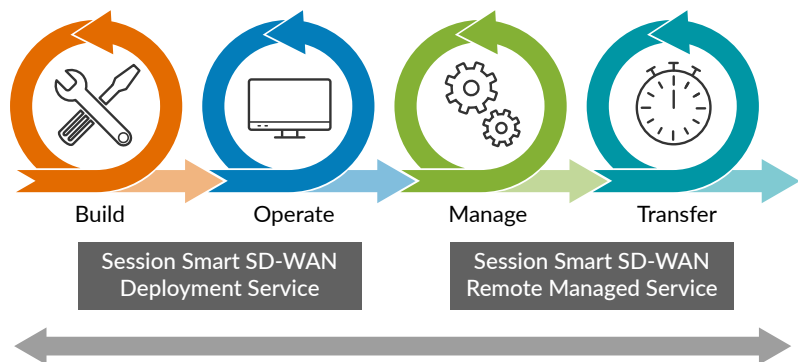 Build
Operate
Manage
Transfer
Session Smart SD-WAN
Deployment Service
Session Smart SD-WAN
Remote Managed Service